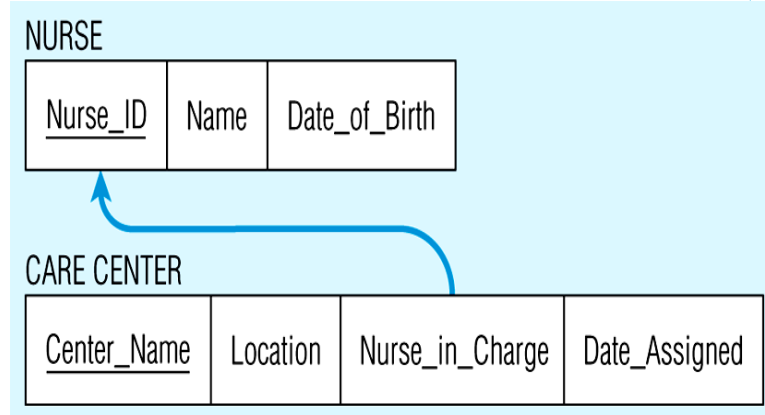 NURSE
Nurse_ID Name Date_of_Birth
CARE CENTER
Center_Name Location Nurse_in_Charge Date_Assigned